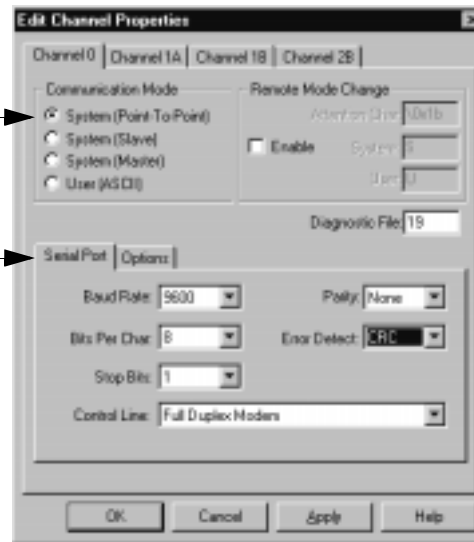 Edit Channel Properties
Channel 0 Channel 1A Channel 1B Channel 2B
Communication Mode
System (Point-To-Point)
System (Slave)
System (Master)
User (ASCII)
Remote Mode Change
Attention Char: \0x1b
Enable
System: S
User: U
Diagnostic File: 19
Serial Port Options
Baud Rate: 9600
Parity: None
Bits Per Char: 8
Error Detect: CRC
Stop Bits: 1
Control Line: Full Duplex Modem
OK Cancel Apply Help